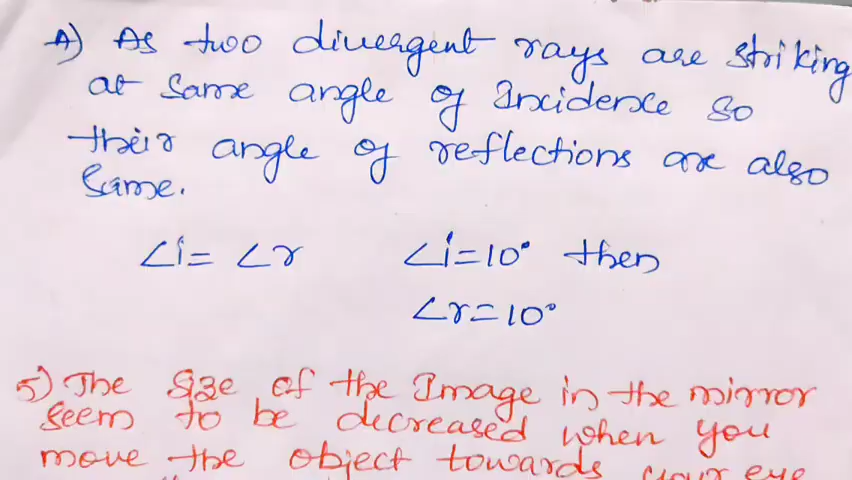 A) As two divergent rays are striking
at same angle of Incidence so
their angle of reflections are also
same.
∠i = ∠r ∠i = 10° then
∠r = 10°
5) The size of the Image in the mirror
seem to be decreased when you
move the object towards your eye